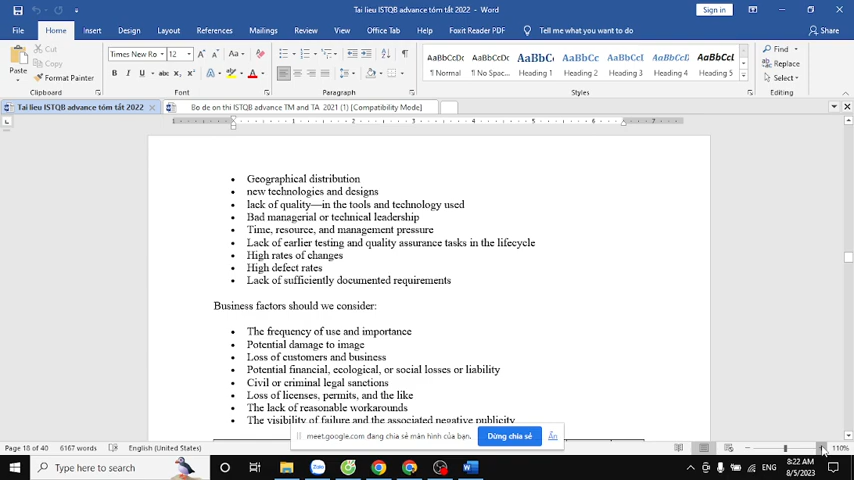 Tai lieu ISTQB advance tóm tắt 2022 - Word
Sign in
File Home Insert Design Layout References Mailings Review View Office Tab Foxit Reader PDF Tell me what you want to do Share
Paste
Cut
Copy
Format Painter
Clipboard
Times New Ro 12
Font
Paragraph
AaBbCcDc AaBbCcDc AaBbC AaBbCc AaBbCc AaBbCcD AaBbCcD
¶ Normal ¶ No Spac... Heading 1 Heading 2 Heading 3 Heading 4 Heading 5
Styles
Find
Replace
Select
Editing
Tai lieu ISTQB advance tóm tắt 2022
Bo de on thi ISTQB advance TM and TA 2021 (1) [Compatibility Mode]
• Geographical distribution
• new technologies and designs
• lack of quality—in the tools and technology used
• Bad managerial or technical leadership
• Time, resource, and management pressure
• Lack of earlier testing and quality assurance tasks in the lifecycle
• High rates of changes
• High defect rates
• Lack of sufficiently documented requirements
Business factors should we consider:
• The frequency of use and importance
• Potential damage to image
• Loss of customers and business
• Potential financial, ecological, or social losses or liability
• Civil or criminal legal sanctions
• Loss of licenses, permits, and the like
• The lack of reasonable workarounds
• The visibility of failure and the associated negative publicity
meet.google.com đang chia sẻ màn hình của bạn. Dừng chia sẻ Ẩn
Page 18 of 40 6167 words English (United States) 110%
Type here to search
ENG
8:22 AM
8/5/2023